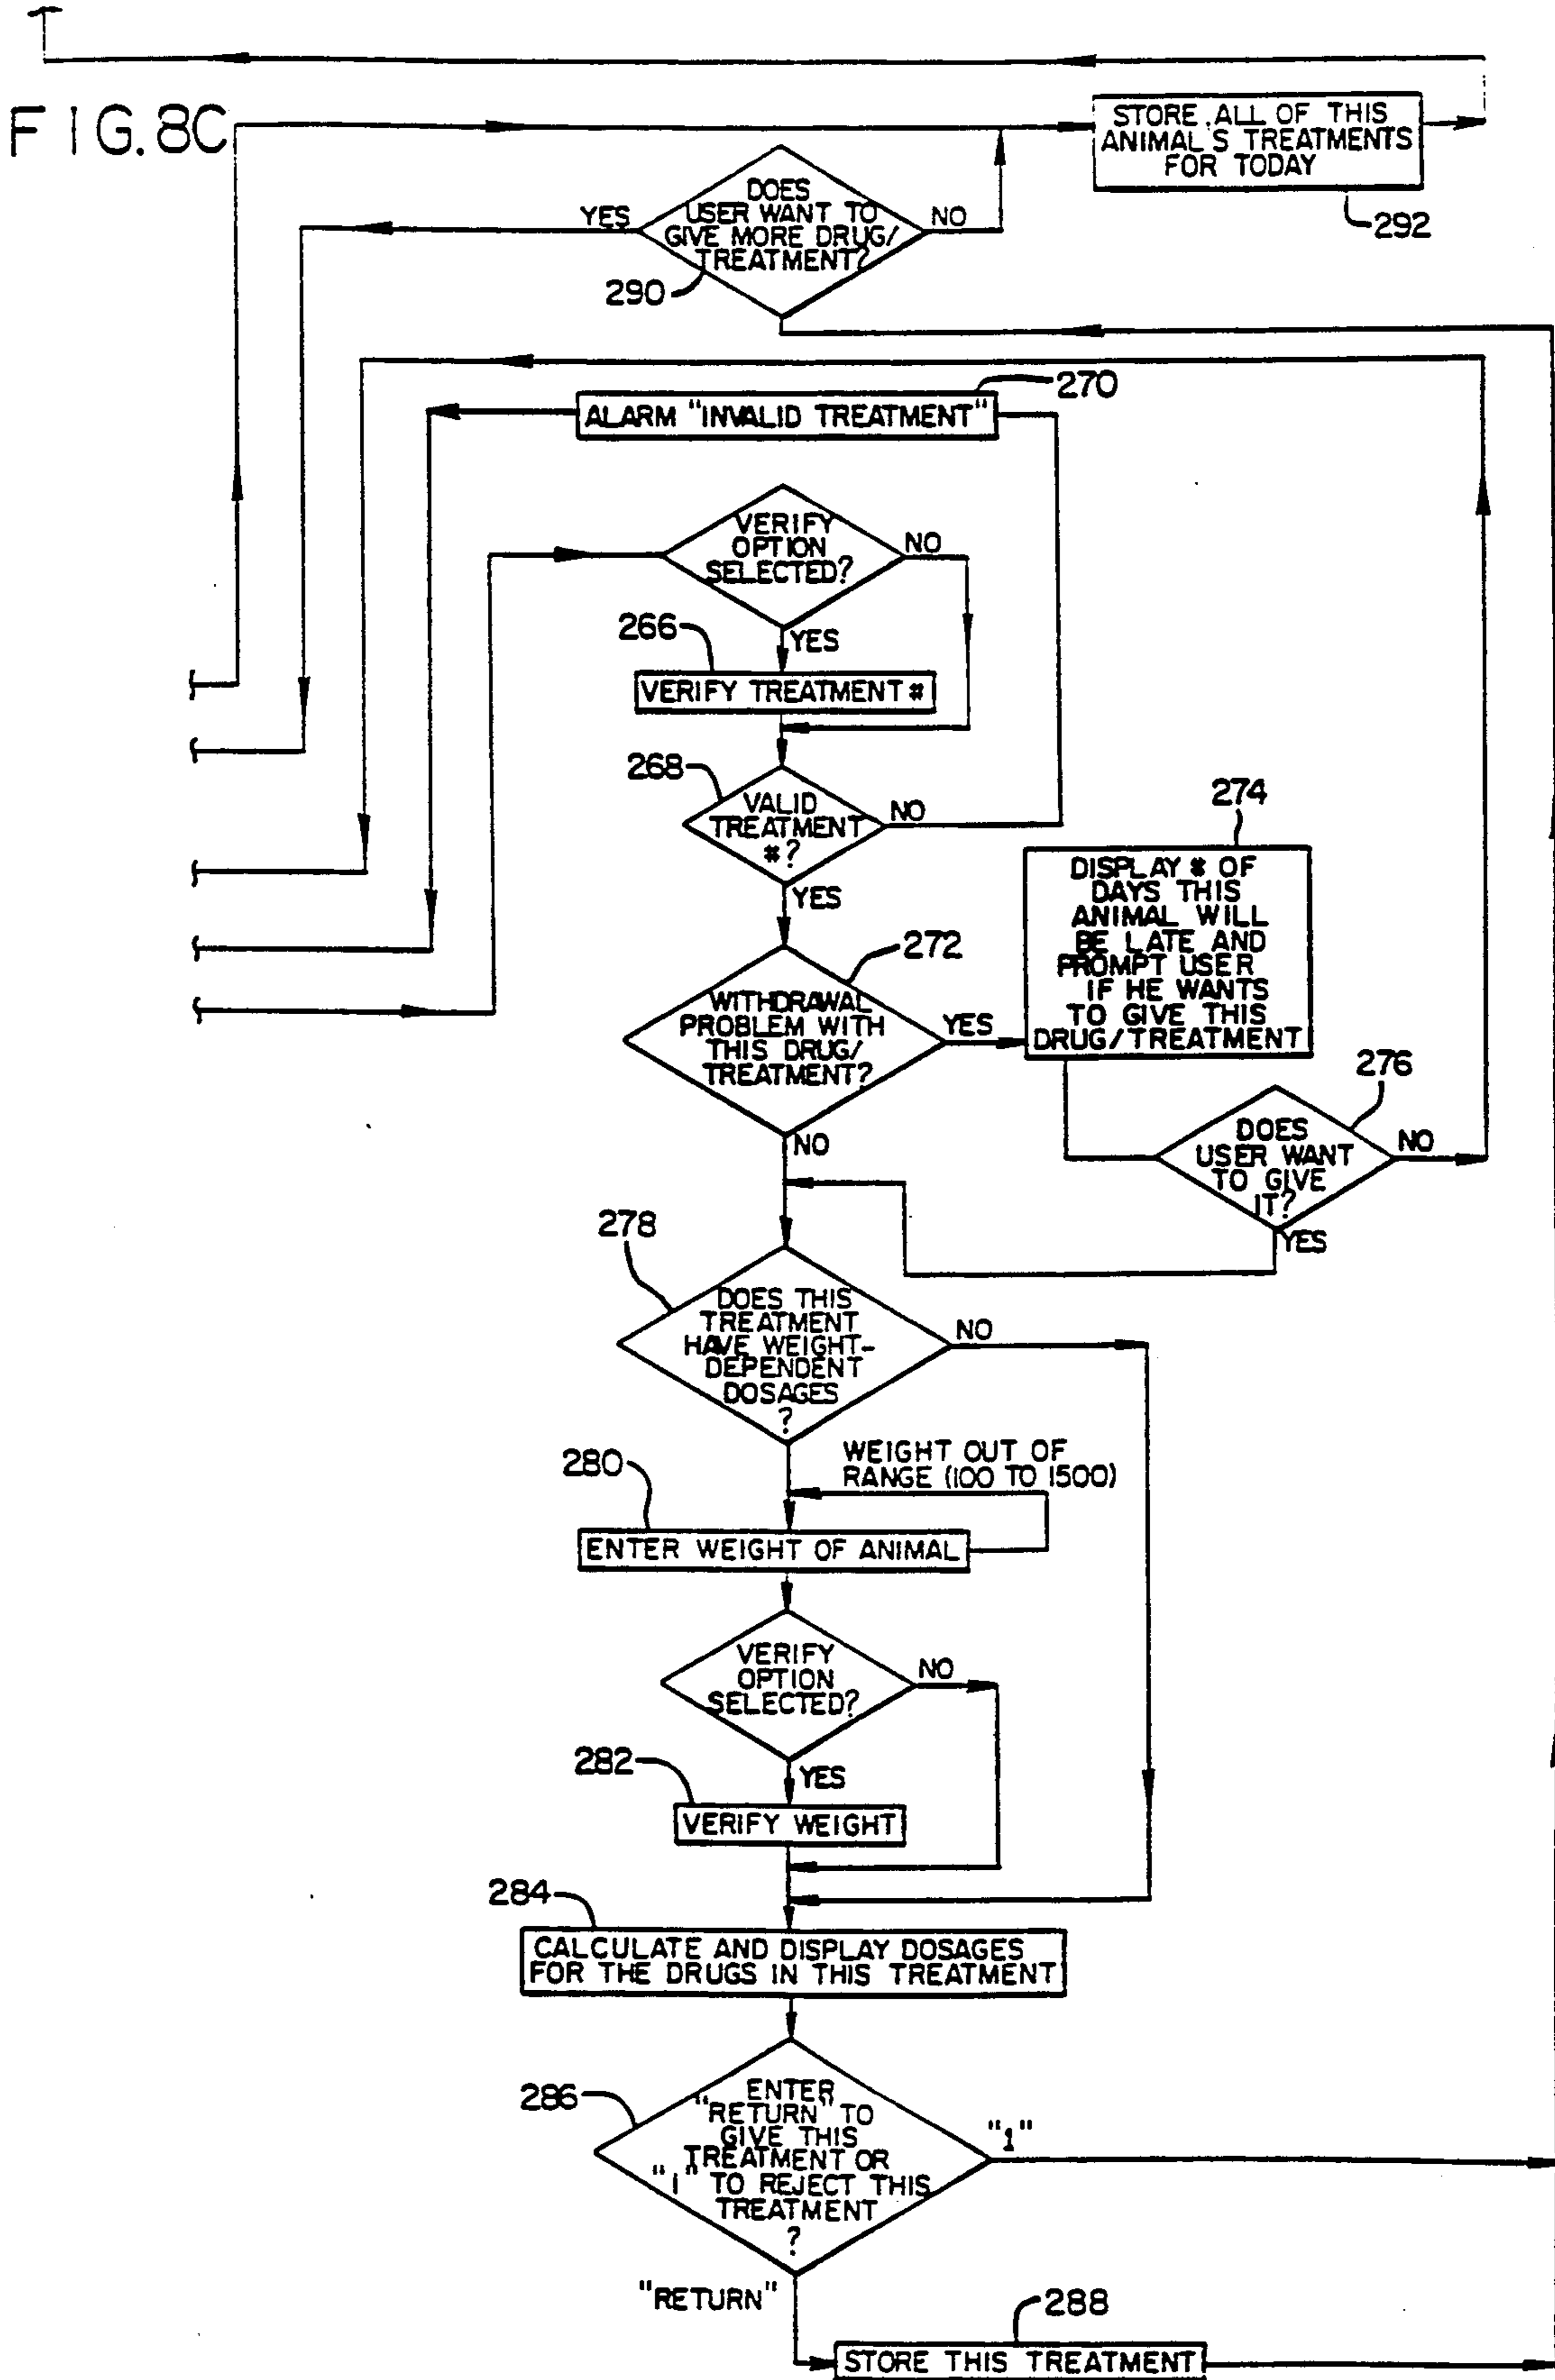 FIG.8C
STORE ALL OF THIS
ANIMAL'S TREATMENTS
FOR TODAY
292
DOES
USER WANT TO
GIVE MORE DRUG/
TREATMENT?
YES
NO
290
270
ALARM "INVALID TREATMENT"
VERIFY
OPTION
SELECTED?
NO
YES
266
VERIFY TREATMENT #
268
VALID
TREATMENT
#?
NO
YES
274
DISPLAY # OF
DAYS THIS
ANIMAL WILL
BE LATE AND
PROMPT USER
IF HE WANTS
TO GIVE THIS
DRUG/TREATMENT
272
WITHDRAWAL
PROBLEM WITH
THIS DRUG/
TREATMENT?
YES
NO
276
DOES
USER WANT
TO GIVE
IT?
NO
YES
278
DOES THIS
TREATMENT
HAVE WEIGHT-
DEPENDENT
DOSAGES
?
NO
WEIGHT OUT OF
RANGE (100 TO 1500)
280
ENTER WEIGHT OF ANIMAL
VERIFY
OPTION
SELECTED?
NO
YES
282
VERIFY WEIGHT
284
CALCULATE AND DISPLAY DOSAGES
FOR THE DRUGS IN THIS TREATMENT
286
ENTER
"RETURN" TO
GIVE THIS
TREATMENT OR
"1" TO REJECT THIS
TREATMENT
?
"1"
"RETURN"
288
STORE THIS TREATMENT